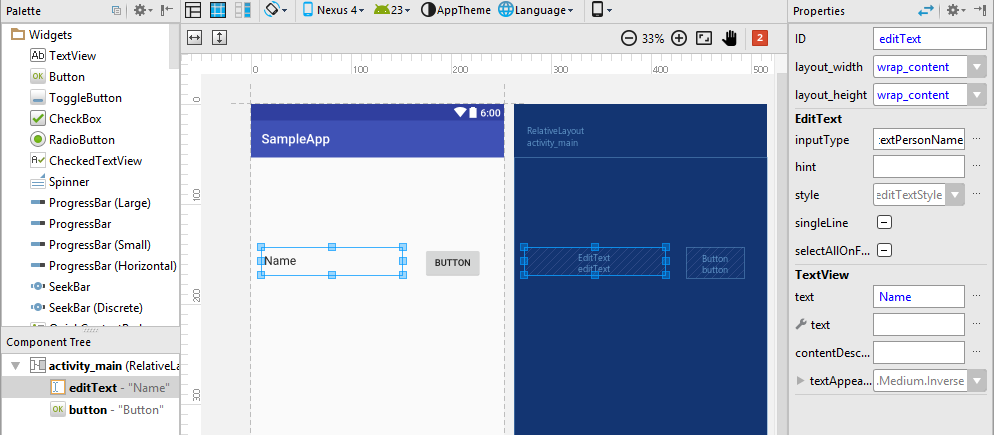 Palette
Widgets
TextView
Button
ToggleButton
CheckBox
RadioButton
CheckedTextView
Spinner
ProgressBar (Large)
ProgressBar
ProgressBar (Small)
ProgressBar (Horizontal)
SeekBar
SeekBar (Discrete)
Component Tree
activity_main (RelativeLa
editText - "Name"
button - "Button"
Nexus 4
23
AppTheme
Language
33%
2
0
100
200
300
400
500
0
100
200
300
6:00
SampleApp
Name
BUTTON
RelativeLayout
activity_main
EditText
editText
Button
button
Properties
ID editText
layout_width wrap_content
layout_height wrap_content
EditText
inputType extPersonName
hint
style editTextStyle
singleLine
selectAllOnF...
TextView
text Name
text
contentDesc...
textAppea... .Medium.Inverse